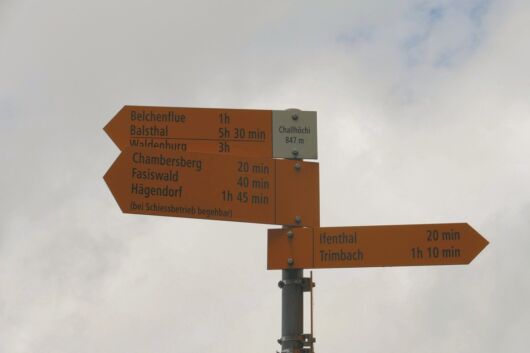 Belchenflue 1h
Balsthal 5h 30 min
Waldenburg 3h
Challhöchi
847 m
Chambersberg 20 min
Fasiswald 40 min
Hägendorf 1h 45 min
(bei Schiessbetrieb begehbar)
Ifenthal 20 min
Trimbach 1h 10 min